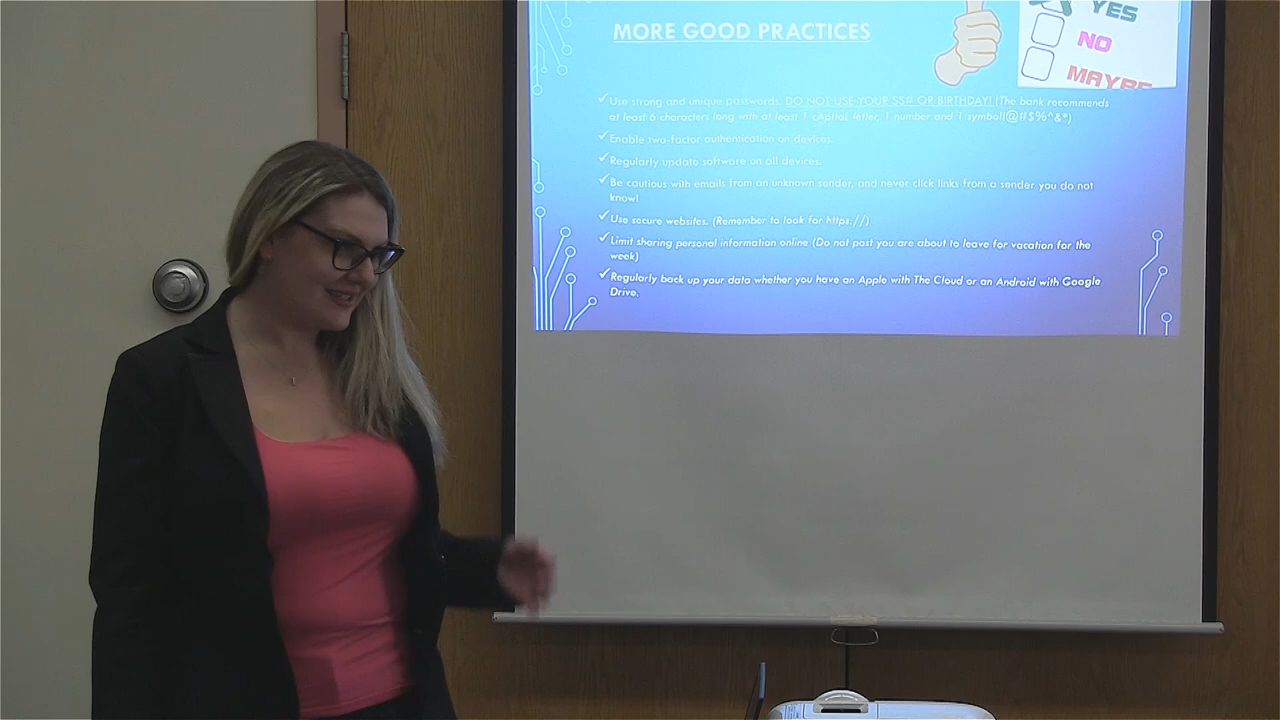 MORE GOOD PRACTICES
YES
NO
MAYBE
✓Use strong and unique passwords. DO NOT USE YOUR SS# OR BIRTHDAY! (The bank recommends
at least 6 characters long with at least 1 cApitaL letter, 1 number and 1 symbol!@#$%^&*)
✓Enable two-factor authentication on devices.
✓Regularly update software on all devices.
✓Be cautious with emails from an unknown sender, and never click links from a sender you do not
know!
✓Use secure websites. (Remember to look for https://)
✓Limit sharing personal information online (Do not post you are about to leave for vacation for the
week)
✓Regularly back up your data whether you have an Apple with The Cloud or an Android with Google
Drive.